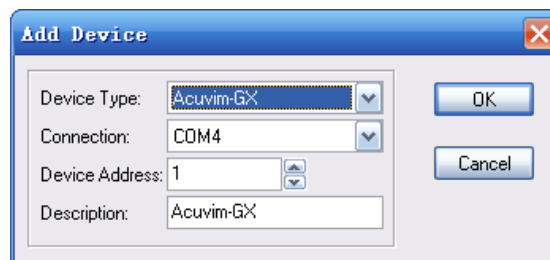 Add Device
Device Type: Acuvim-GX
OK
Connection: COM4
Device Address: 1
Cancel
Description: Acuvim-GX